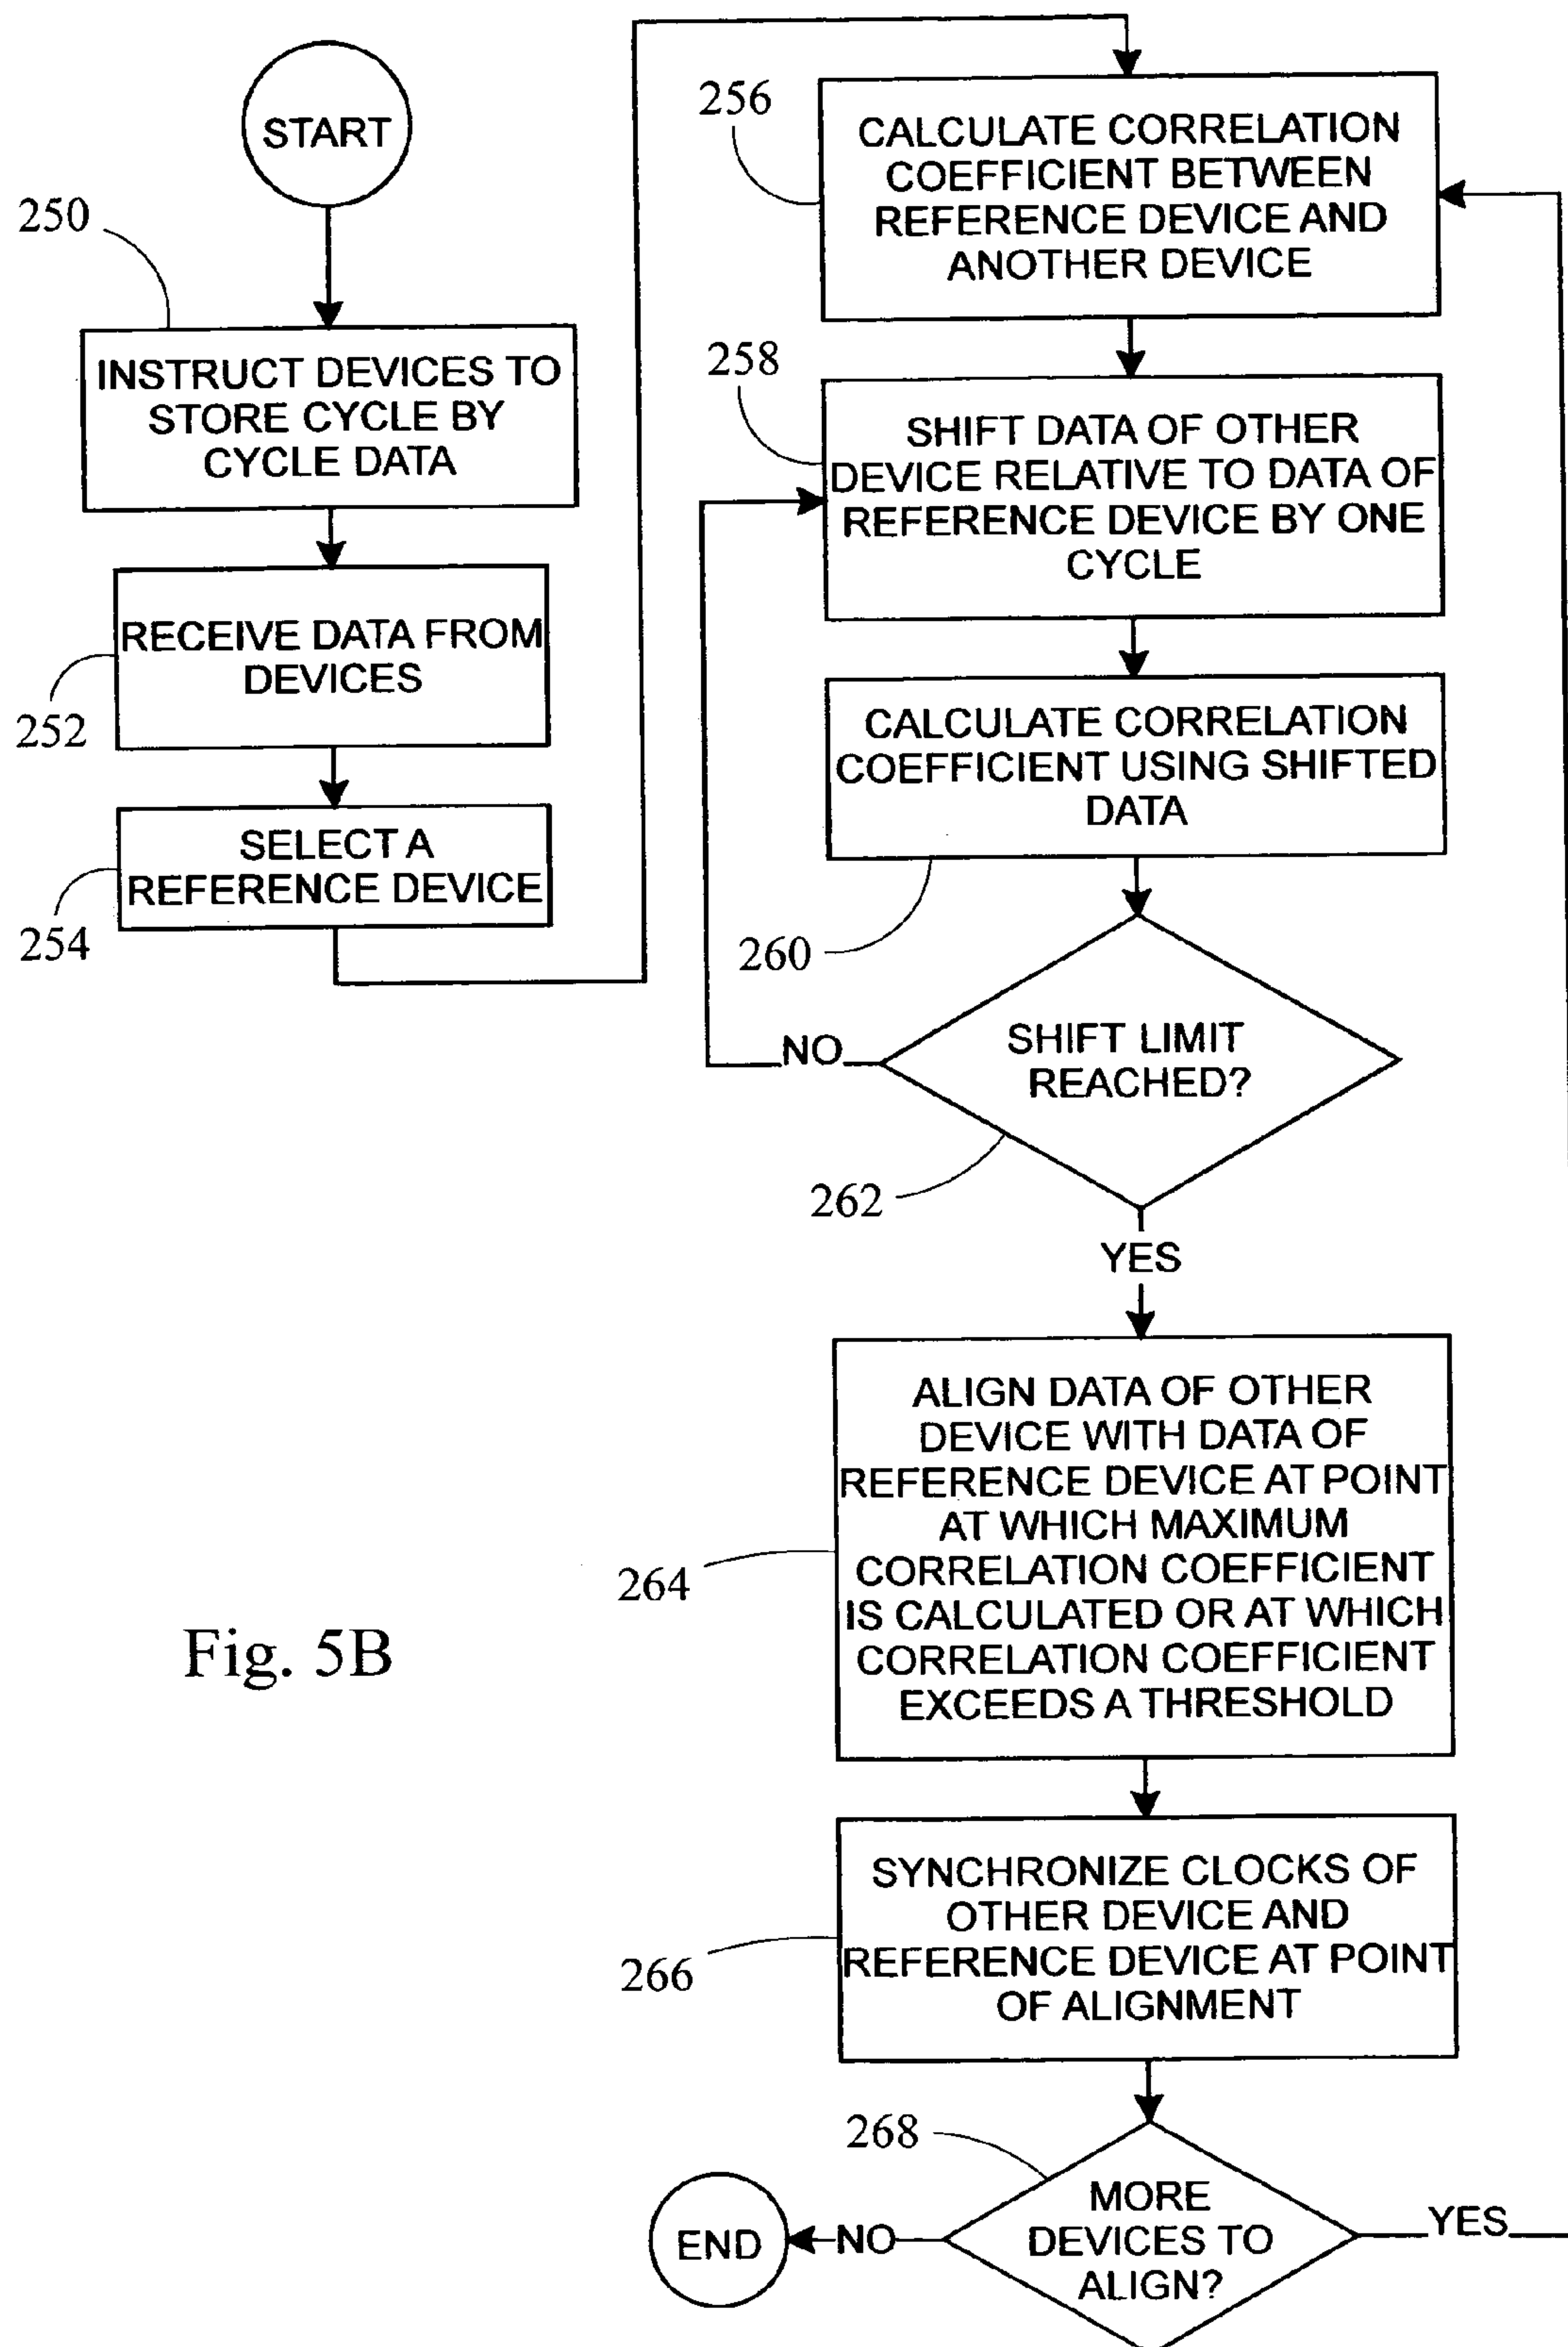 START
250
INSTRUCT DEVICES TO
STORE CYCLE BY
CYCLE DATA
RECEIVE DATA FROM
DEVICES
252
SELECT A
REFERENCE DEVICE
254
256
CALCULATE CORRELATION
COEFFICIENT BETWEEN
REFERENCE DEVICE AND
ANOTHER DEVICE
258
SHIFT DATA OF OTHER
DEVICE RELATIVE TO DATA OF
REFERENCE DEVICE BY ONE
CYCLE
CALCULATE CORRELATION
COEFFICIENT USING SHIFTED
DATA
260
SHIFT LIMIT
REACHED?
NO
262
YES
ALIGN DATA OF OTHER
DEVICE WITH DATA OF
REFERENCE DEVICE AT POINT
AT WHICH MAXIMUM
CORRELATION COEFFICIENT
IS CALCULATED OR AT WHICH
CORRELATION COEFFICIENT
EXCEEDS A THRESHOLD
264
Fig. 5B
SYNCHRONIZE CLOCKS OF
OTHER DEVICE AND
REFERENCE DEVICE AT POINT
OF ALIGNMENT
266
268
MORE
DEVICES TO
ALIGN?
YES
NO
END